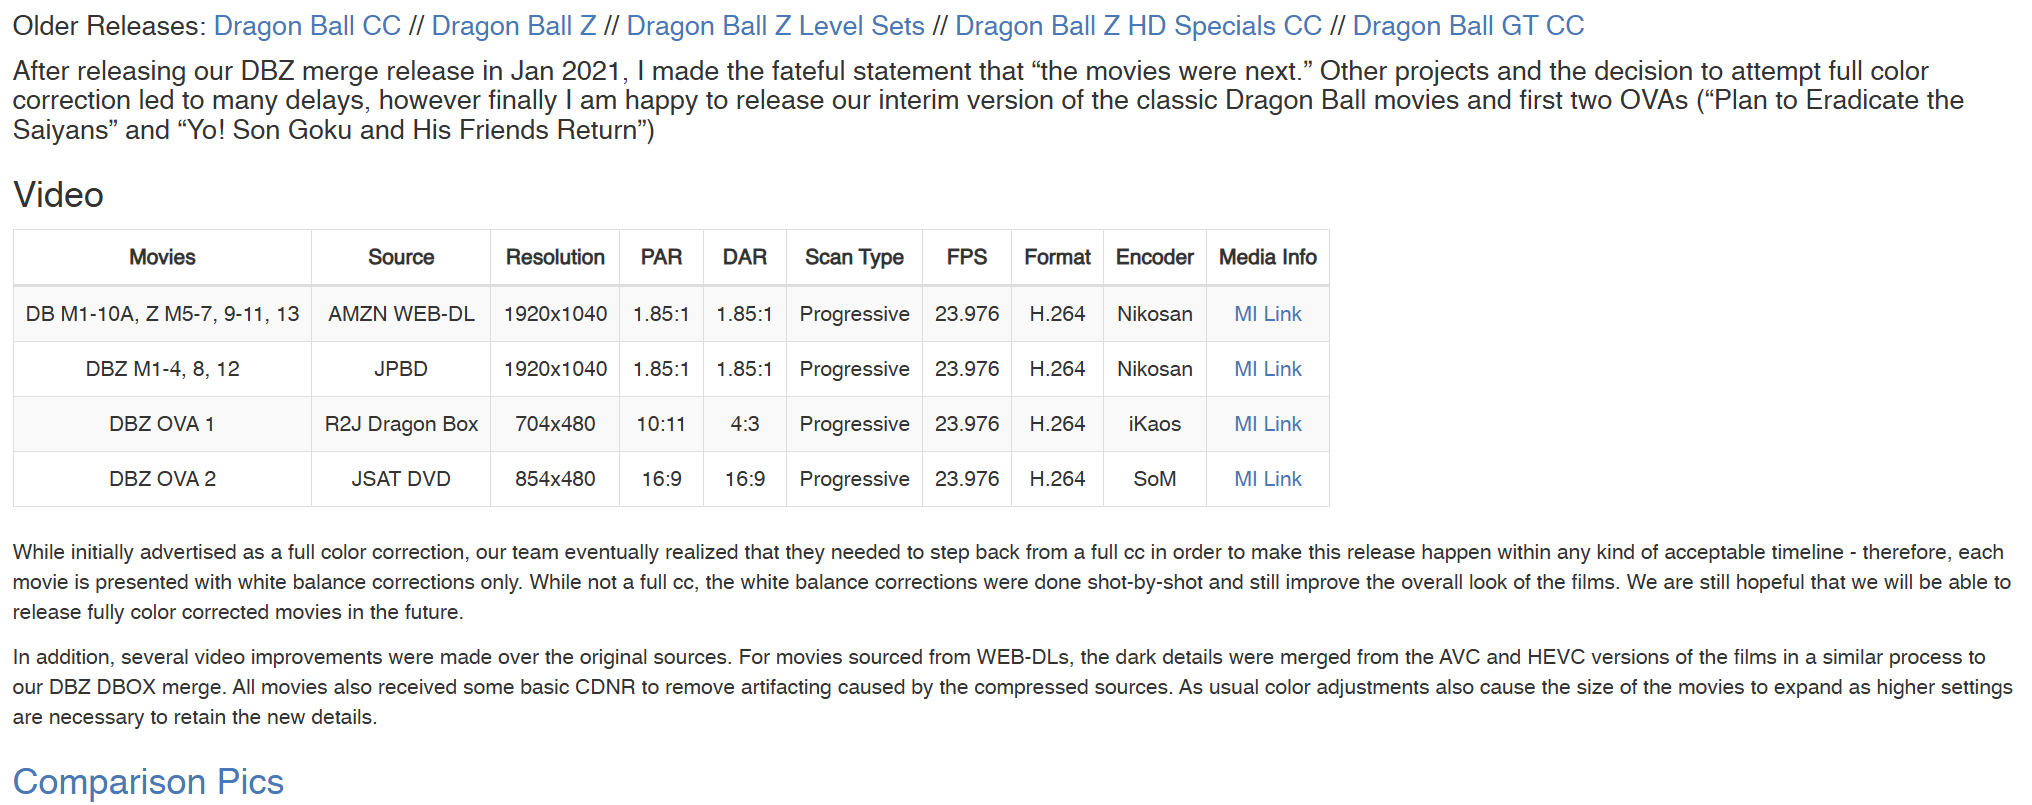 Older Releases: Dragon Ball CC // Dragon Ball Z // Dragon Ball Z Level Sets // Dragon Ball Z HD Specials CC // Dragon Ball GT CC
After releasing our DBZ merge release in Jan 2021, I made the fateful statement that “the movies were next.” Other projects and the decision to attempt full color
correction led to many delays, however finally I am happy to release our interim version of the classic Dragon Ball movies and first two OVAs (“Plan to Eradicate the
Saiyans” and “Yo! Son Goku and His Friends Return”)
Video
Movies Source Resolution PAR DAR Scan Type FPS Format Encoder Media Info
DB M1-10A, Z M5-7, 9-11, 13 AMZN WEB-DL 1920x1040 1.85:1 1.85:1 Progressive 23.976 H.264 Nikosan MI Link
DBZ M1-4, 8, 12 JPBD 1920x1040 1.85:1 1.85:1 Progressive 23.976 H.264 Nikosan MI Link
DBZ OVA 1 R2J Dragon Box 704x480 10:11 4:3 Progressive 23.976 H.264 iKaos MI Link
DBZ OVA 2 JSAT DVD 854x480 16:9 16:9 Progressive 23.976 H.264 SoM MI Link
While initially advertised as a full color correction, our team eventually realized that they needed to step back from a full cc in order to make this release happen within any kind of acceptable timeline - therefore, each
movie is presented with white balance corrections only. While not a full cc, the white balance corrections were done shot-by-shot and still improve the overall look of the films. We are still hopeful that we will be able to
release fully color corrected movies in the future.
In addition, several video improvements were made over the original sources. For movies sourced from WEB-DLs, the dark details were merged from the AVC and HEVC versions of the films in a similar process to
our DBZ DBOX merge. All movies also received some basic CDNR to remove artifacting caused by the compressed sources. As usual color adjustments also cause the size of the movies to expand as higher settings
are necessary to retain the new details.
Comparison Pics